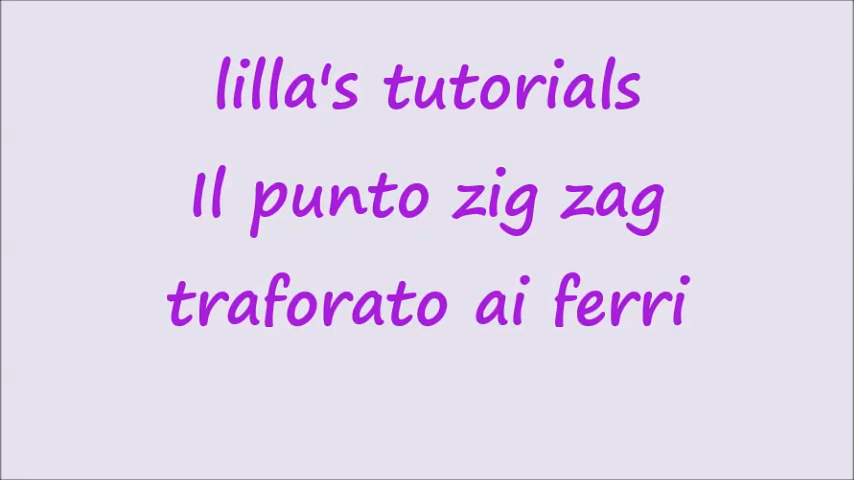 lilla's tutorials
Il punto zig zag
traforato ai ferri